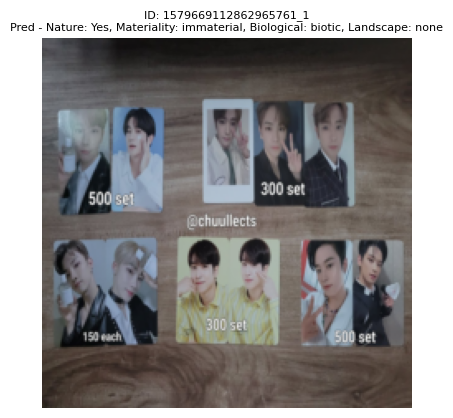 ID: 1579669112862965761_1
Pred - Nature: Yes, Materiality: immaterial, Biological: biotic, Landscape: none
500 set
300 set
@chuullects
150 each
300 set
500 set